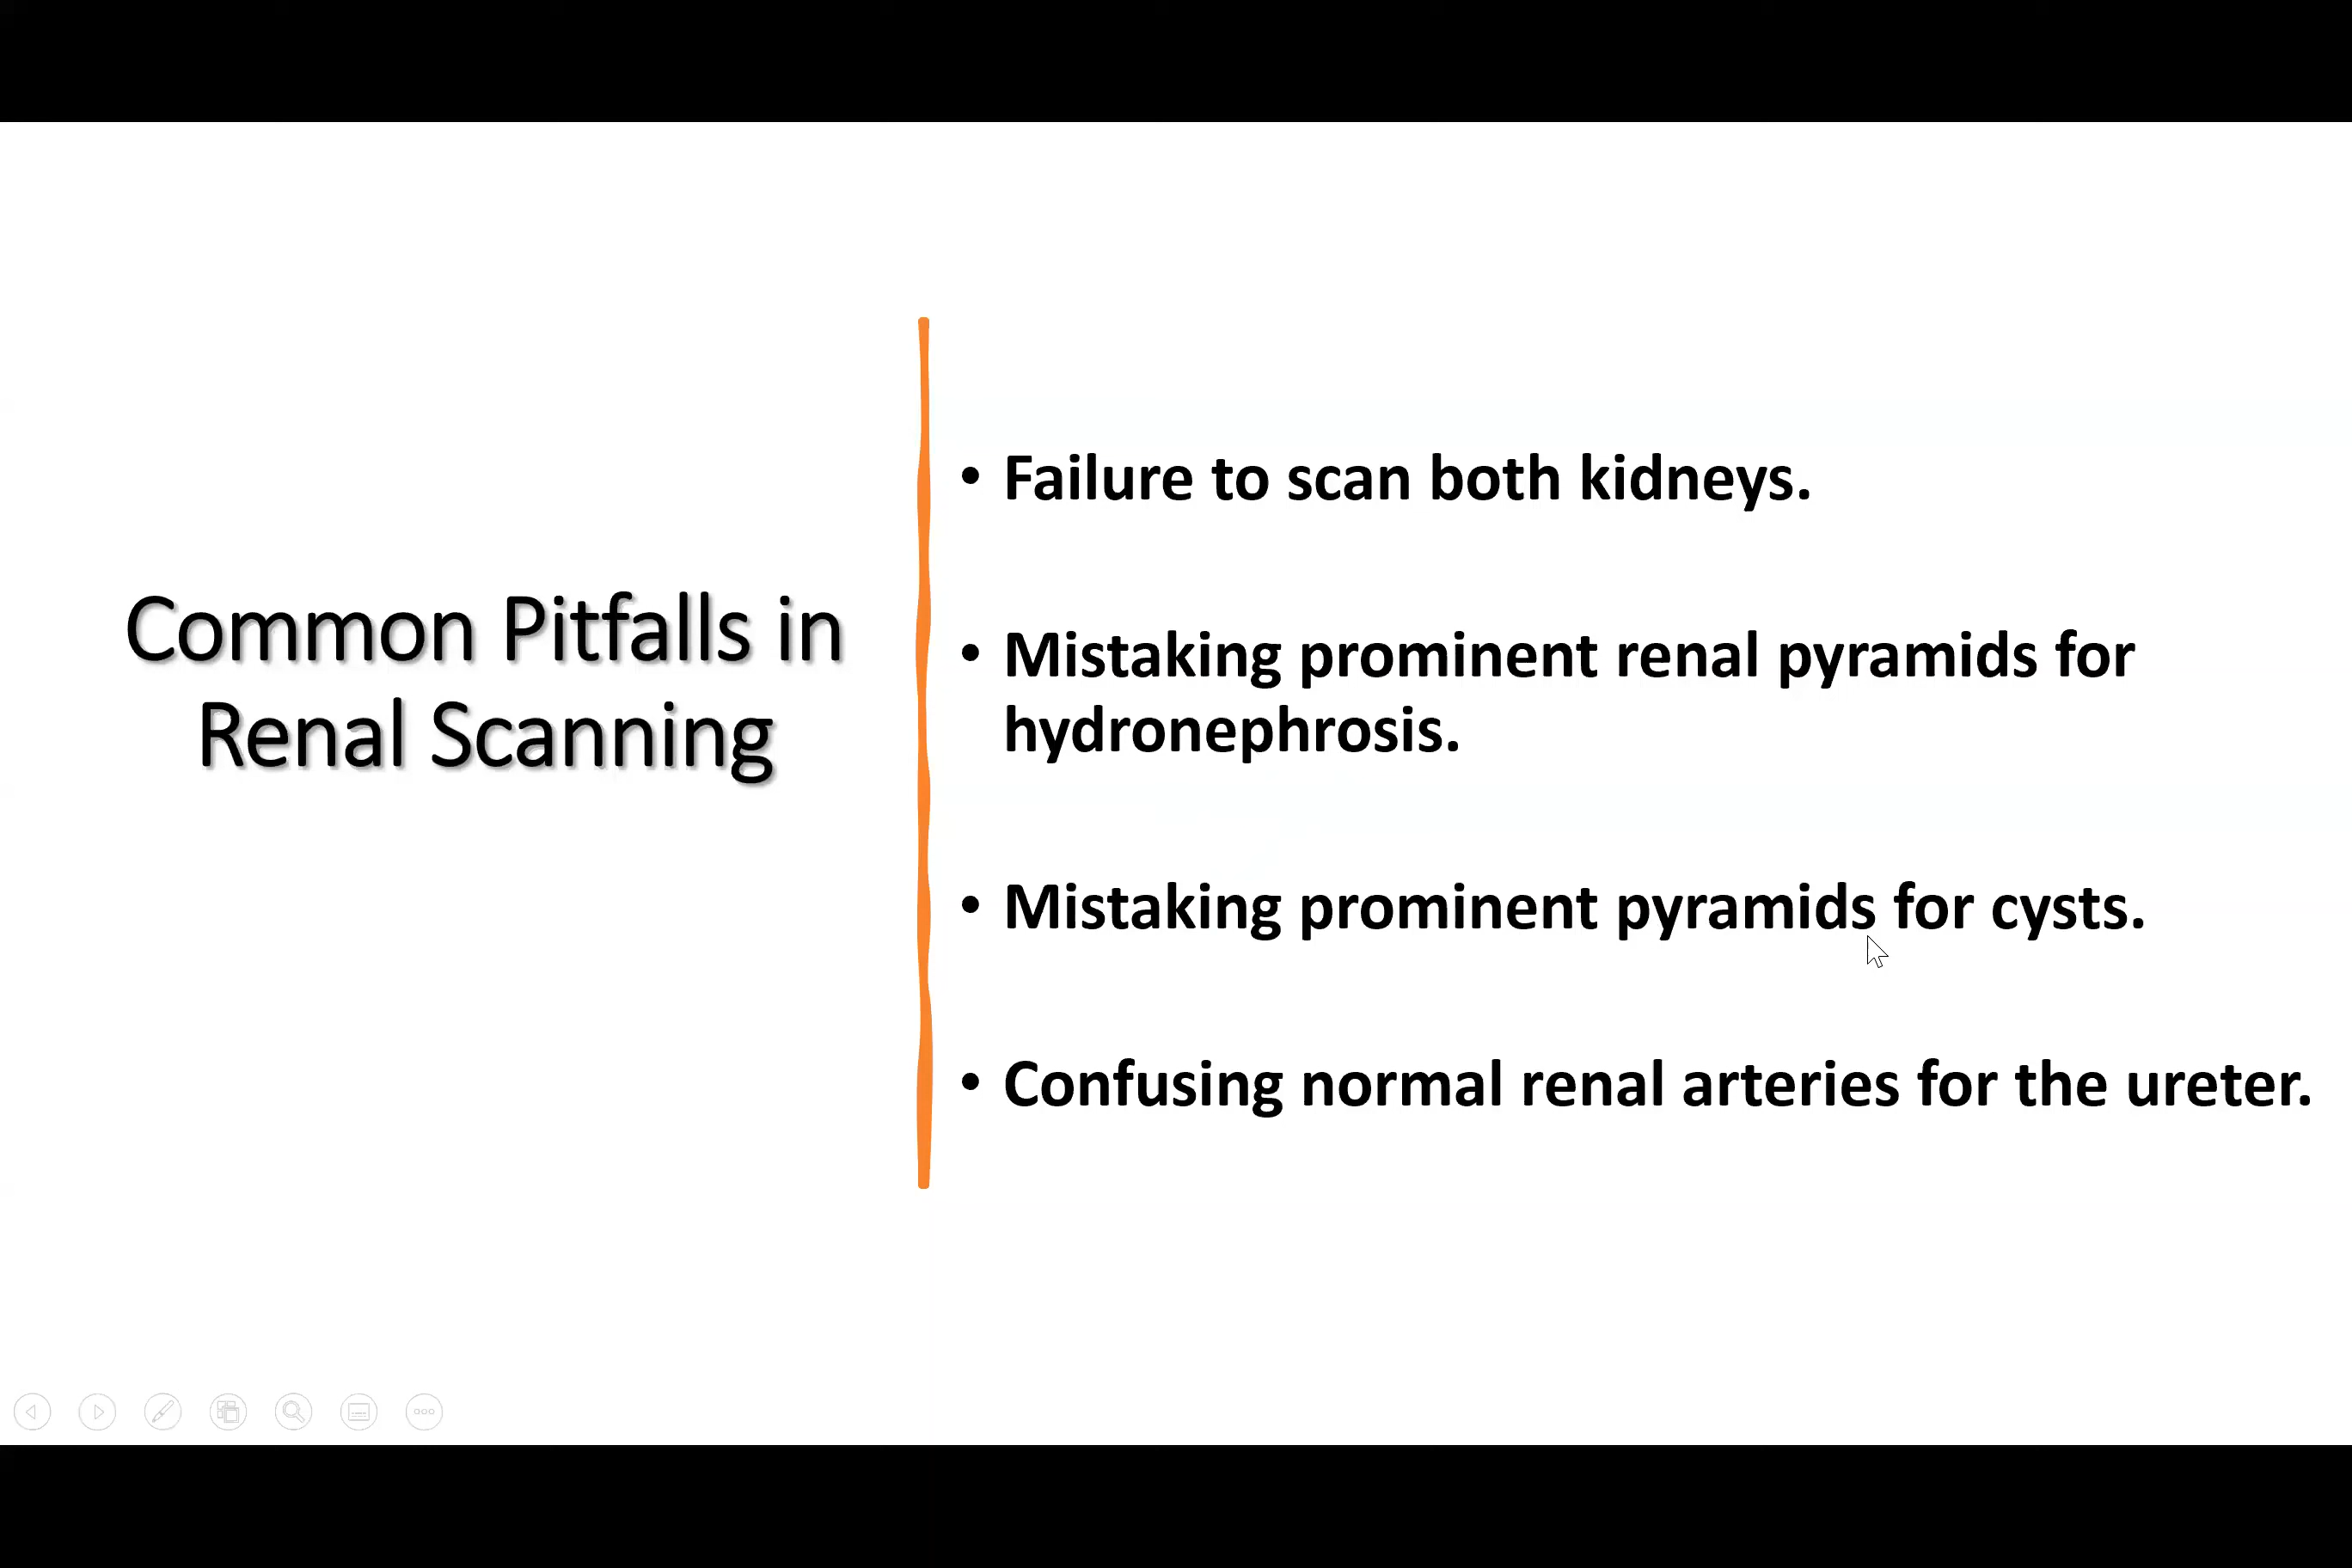 Common Pitfalls in
Renal Scanning
• Failure to scan both kidneys.
• Mistaking prominent renal pyramids for
hydronephrosis.
• Mistaking prominent pyramids for cysts.
• Confusing normal renal arteries for the ureter.